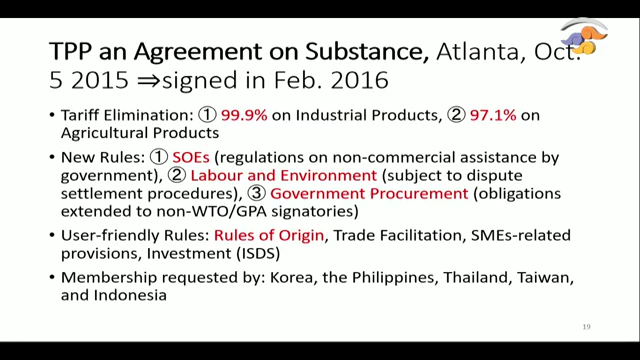 TPP an Agreement on Substance, Atlanta, Oct.
5 2015 ⇒signed in Feb. 2016
• Tariff Elimination: ① 99.9% on Industrial Products, ② 97.1% on
Agricultural Products
• New Rules: ① SOEs (regulations on non-commercial assistance by
government), ② Labour and Environment (subject to dispute
settlement procedures), ③ Government Procurement (obligations
extended to non-WTO/GPA signatories)
• User-friendly Rules: Rules of Origin, Trade Facilitation, SMEs-related
provisions, Investment (ISDS)
• Membership requested by: Korea, the Philippines, Thailand, Taiwan,
and Indonesia
19